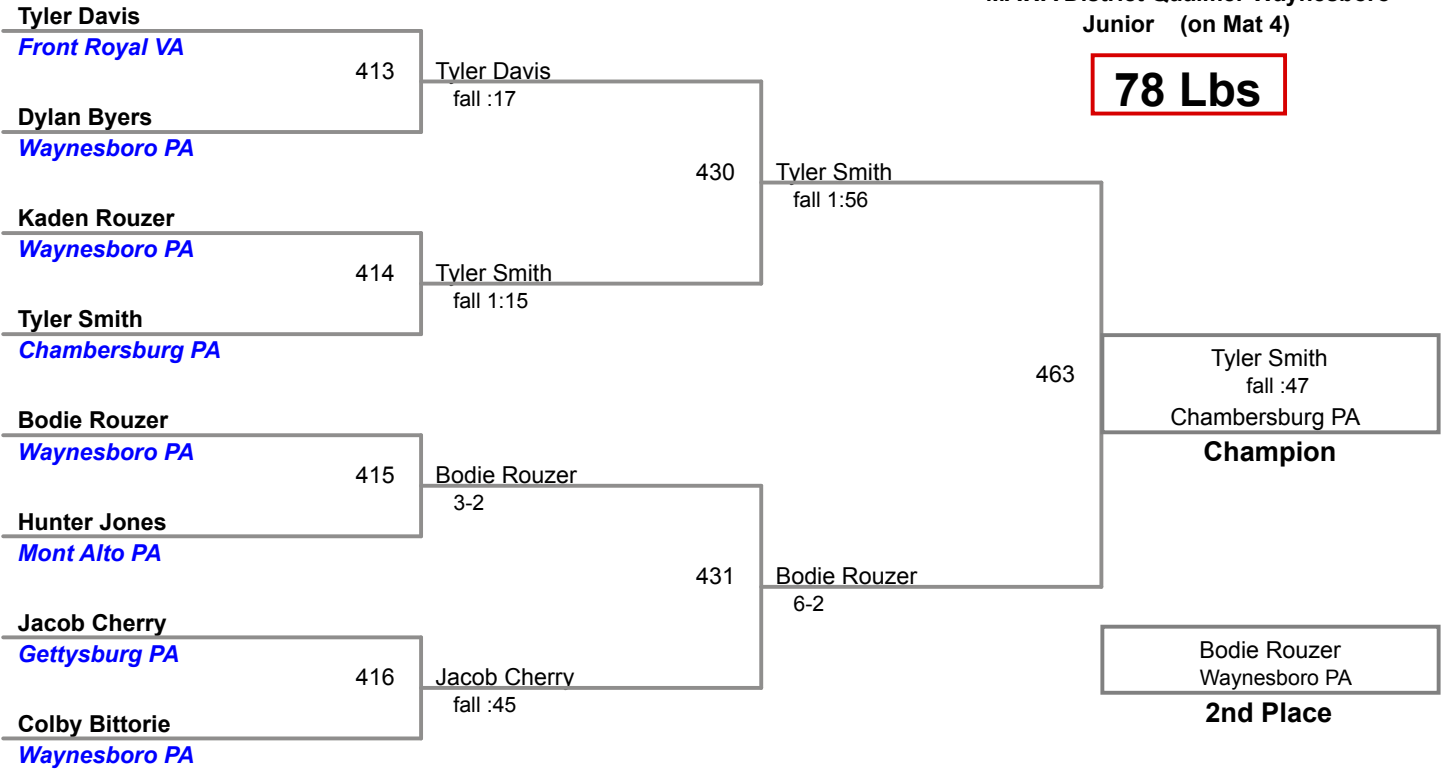 District Qualifier Waynesboro
Junior (on Mat 4)
78 Lbs
Tyler Davis
Front Royal VA
413
Tyler Davis
fall :17
Dylan Byers
Waynesboro PA
430
Tyler Smith
fall 1:56
Kaden Rouzer
Waynesboro PA
414
Tyler Smith
fall 1:15
Tyler Smith
Chambersburg PA
463
Tyler Smith
fall :47
Chambersburg PA
Champion
Bodie Rouzer
Waynesboro PA
415
Bodie Rouzer
3-2
Hunter Jones
Mont Alto PA
431
Bodie Rouzer
6-2
Jacob Cherry
Gettysburg PA
416
Jacob Cherry
fall :45
Colby Bittorie
Waynesboro PA
Bodie Rouzer
Waynesboro PA
2nd Place